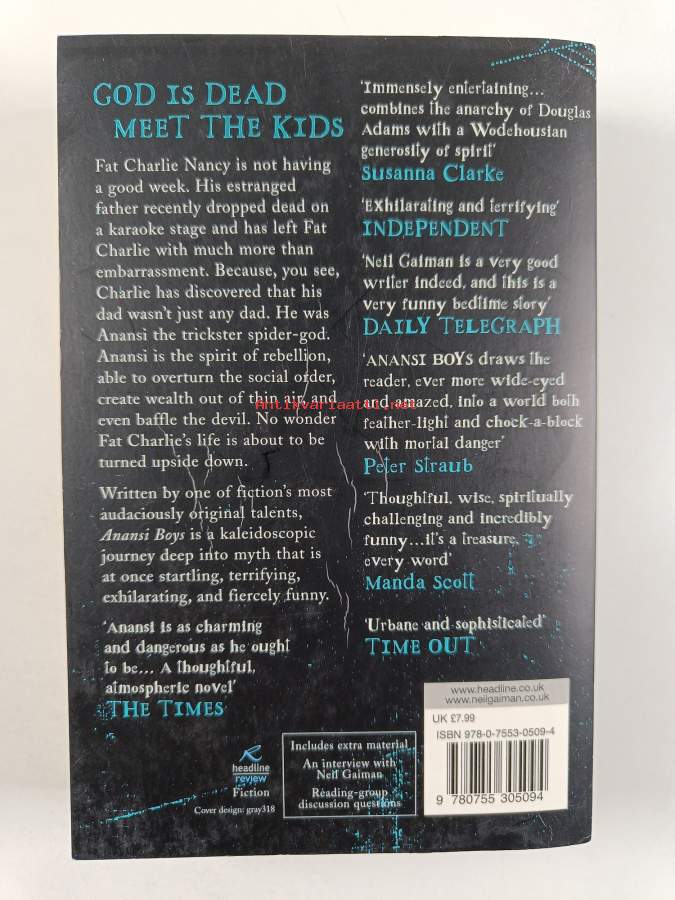 GOD IS DEAD
MEET THE KIDS
Fat Charlie Nancy is not having
a good week. His estranged
father recently dropped dead on
a karaoke stage and has left Fat
Charlie with much more than
embarrassment. Because, you see,
Charlie has discovered that his
dad wasn't just any dad. He was
Anansi the trickster spider-god.
Anansi is the spirit of rebellion,
able to overturn the social order,
create wealth out of thin air, and
even baffle the devil. No wonder
Fat Charlie's life is about to be
turned upside down.
Written by one of fiction's most
audaciously original talents,
Anansi Boys is a kaleidoscopic
journey deep into myth that is
at once startling, terrifying,
exhilarating, and fiercely funny.
'Anansi is as charming
and dangerous as he ought
to be... A thoughtful,
atmospheric novel'
THE TIMES
'Immensely entertaining...
combines the anarchy of Douglas
Adams with a Wodehousian
generosity of spirit'
Susanna Clarke
'Exhilarating and terrifying'
INDEPENDENT
'Neil Gaiman is a very good
writer indeed, and this is a
very funny bedtime story'
DAILY TELEGRAPH
'ANANSI BOYS draws the
reader, ever more wide-eyed
and amazed, into a world both
feather-light and chock-a-block
with mortal danger'
Peter Straub
'Thoughtful, wise, spiritually
challenging and incredibly
funny...it's a treasure,
every word'
Manda Scott
'Urbane and sophisticated'
TIME OUT
Antikvariaatti.net
headline
review
Fiction
Cover design: gray318
Includes extra material
An interview with
Neil Gaiman
Reading-group
discussion questions
www.headline.co.uk
www.neilgaiman.co.uk
UK £7.99
ISBN 978-0-7553-0509-4
9 780755 305094